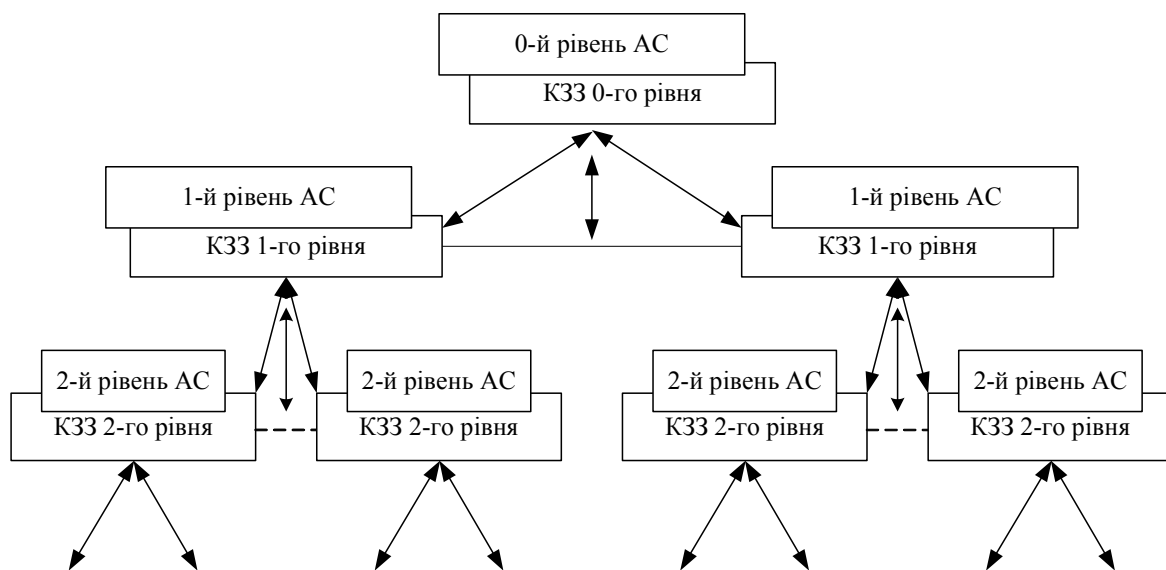 0-й рівень АС
КЗЗ 0-го рівня
1-й рівень АС
1-й рівень АС
КЗЗ 1-го рівня
КЗЗ 1-го рівня
2-й рівень АС
2-й рівень АС
2-й рівень АС
2-й рівень АС
КЗЗ 2-го рівня
КЗЗ 2-го рівня
КЗЗ 2-го рівня
КЗЗ 2-го рівня